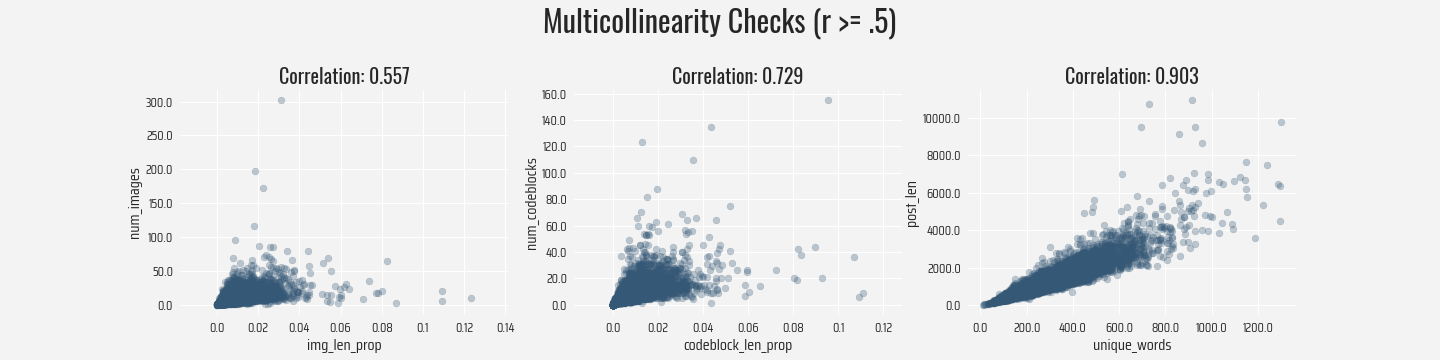 Multicollinearity Checks (r >= .5)
Correlation: 0.557
300.0
250.0
200.0
150.0
100.0
50.0
0.0
num_images
0.0 0.02 0.04 0.06 0.08 0.1 0.12 0.14
img_len_prop
Correlation: 0.729
160.0
140.0
120.0
100.0
80.0
60.0
40.0
20.0
0.0
num_codeblocks
0.0 0.02 0.04 0.06 0.08 0.1 0.12
codeblock_len_prop
Correlation: 0.903
10000.0
8000.0
6000.0
4000.0
2000.0
0.0
post_len
0.0 200.0 400.0 600.0 800.0 1000.0 1200.0
unique_words